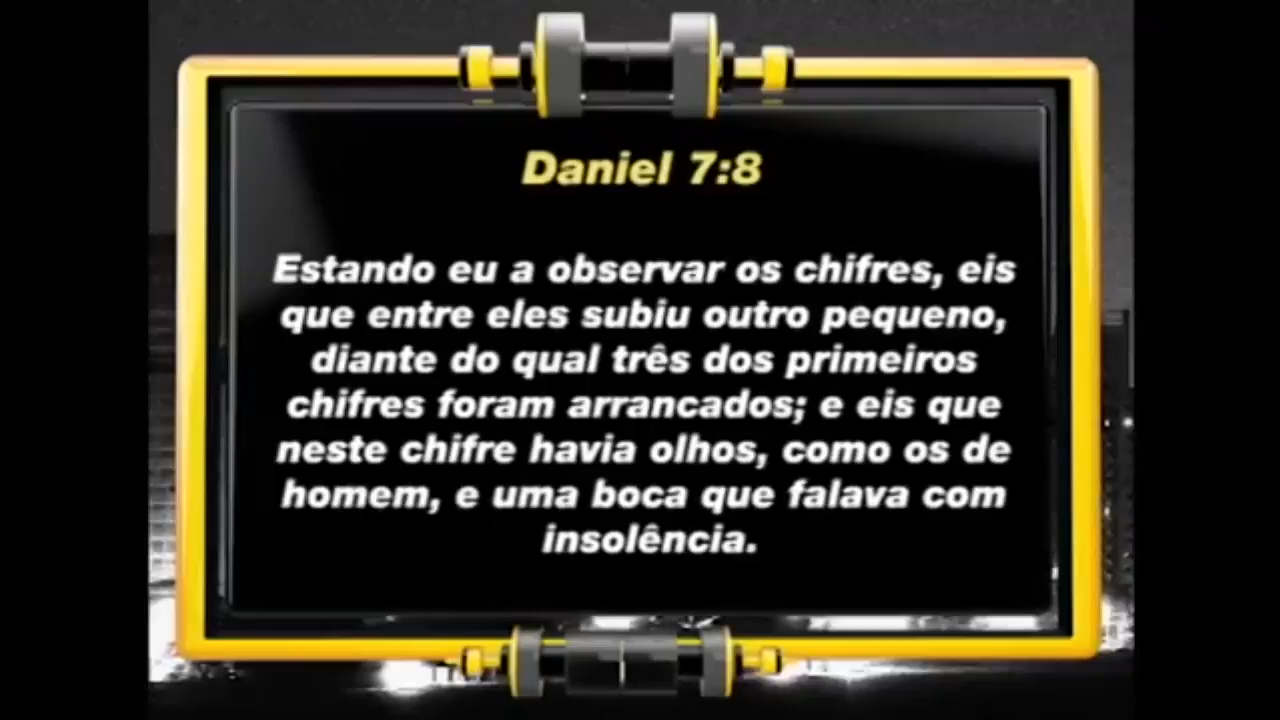 Daniel 7:8
Estando eu a observar os chifres, eis
que entre eles subiu outro pequeno,
diante do qual três dos primeiros
chifres foram arrancados; e eis que
neste chifre havia olhos, como os de
homem, e uma boca que falava com
insolência.